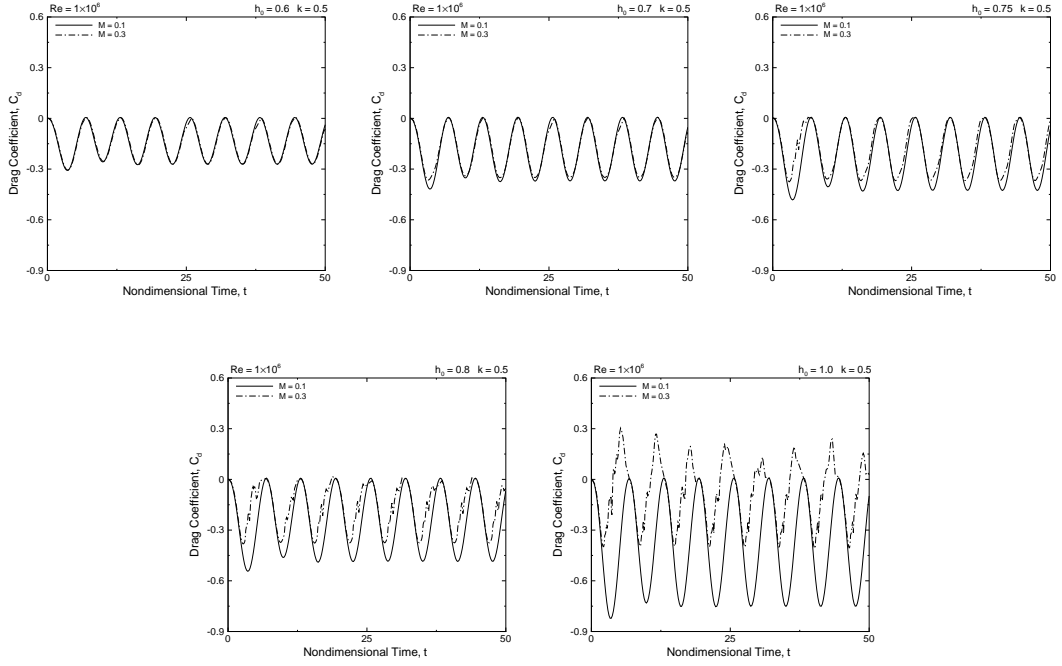 Re = 1×10⁶ h₀ = 0.6 k = 0.5
M = 0.1
M = 0.3
0.6
0.3
0
-0.3
-0.6
-0.9
Drag Coefficient, C_d
0 25 50
Nondimensional Time, t
Re = 1×10⁶ h₀ = 0.7 k = 0.5
M = 0.1
M = 0.3
0.6
0.3
0
-0.3
-0.6
-0.9
Drag Coefficient, C_d
0 25 50
Nondimensional Time, t
Re = 1×10⁶ h₀ = 0.75 k = 0.5
M = 0.1
M = 0.3
0.6
0.3
0
-0.3
-0.6
-0.9
Drag Coefficient, C_d
0 25 50
Nondimensional Time, t
Re = 1×10⁶ h₀ = 0.8 k = 0.5
M = 0.1
M = 0.3
0.6
0.3
0
-0.3
-0.6
-0.9
Drag Coefficient, C_d
0 25 50
Nondimensional Time, t
Re = 1×10⁶ h₀ = 1.0 k = 0.5
M = 0.1
M = 0.3
0.6
0.3
0
-0.3
-0.6
-0.9
Drag Coefficient, C_d
0 25 50
Nondimensional Time, t